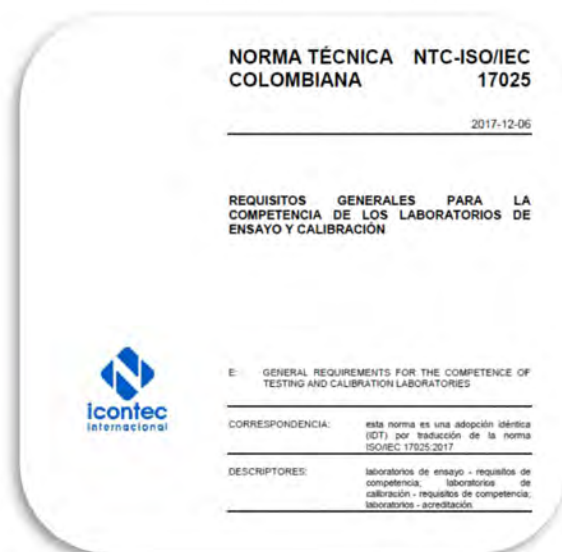 NORMA TÉCNICA NTC-ISO/IEC
COLOMBIANA 17025
2017-12-06
REQUISITOS GENERALES PARA LA
COMPETENCIA DE LOS LABORATORIOS DE
ENSAYO Y CALIBRACIÓN
icontec
internacional
E: GENERAL REQUIREMENTS FOR THE COMPETENCE OF
TESTING AND CALIBRATION LABORATORIES
CORRESPONDENCIA: esta norma es una adopción idéntica
(IDT) por traducción de la norma
ISO/IEC 17025:2017
DESCRIPTORES: laboratorios de ensayo - requisitos de
competencia; laboratorios de
calibración - requisitos de competencia;
laboratorios - acreditación.